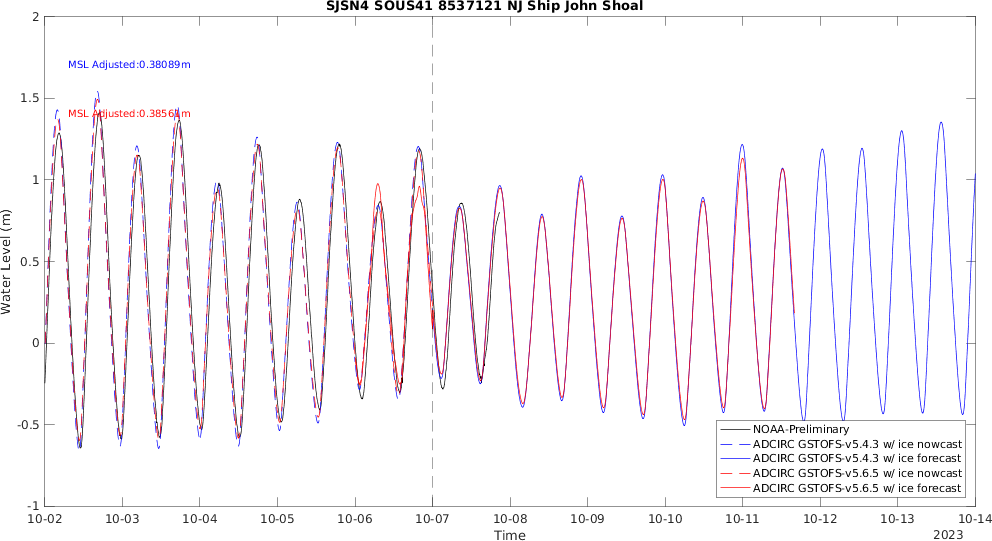 SJSN4 SOUS41 8537121 NJ Ship John Shoal
2
1.5
1
0.5
0
-0.5
-1
Water Level (m)
MSL Adjusted:0.38089m
MSL Adjusted:0.3856
NOAA-Preliminary
ADCIRC GSTOFS-v5.4.3 w/ ice nowcast
ADCIRC GSTOFS-v5.4.3 w/ ice forecast
ADCIRC GSTOFS-v5.6.5 w/ ice nowcast
ADCIRC GSTOFS-v5.6.5 w/ ice forecast
10-02 10-03 10-04 10-05 10-06 10-07 10-08 10-09 10-10 10-11 10-12 10-13 10-14
Time
2023